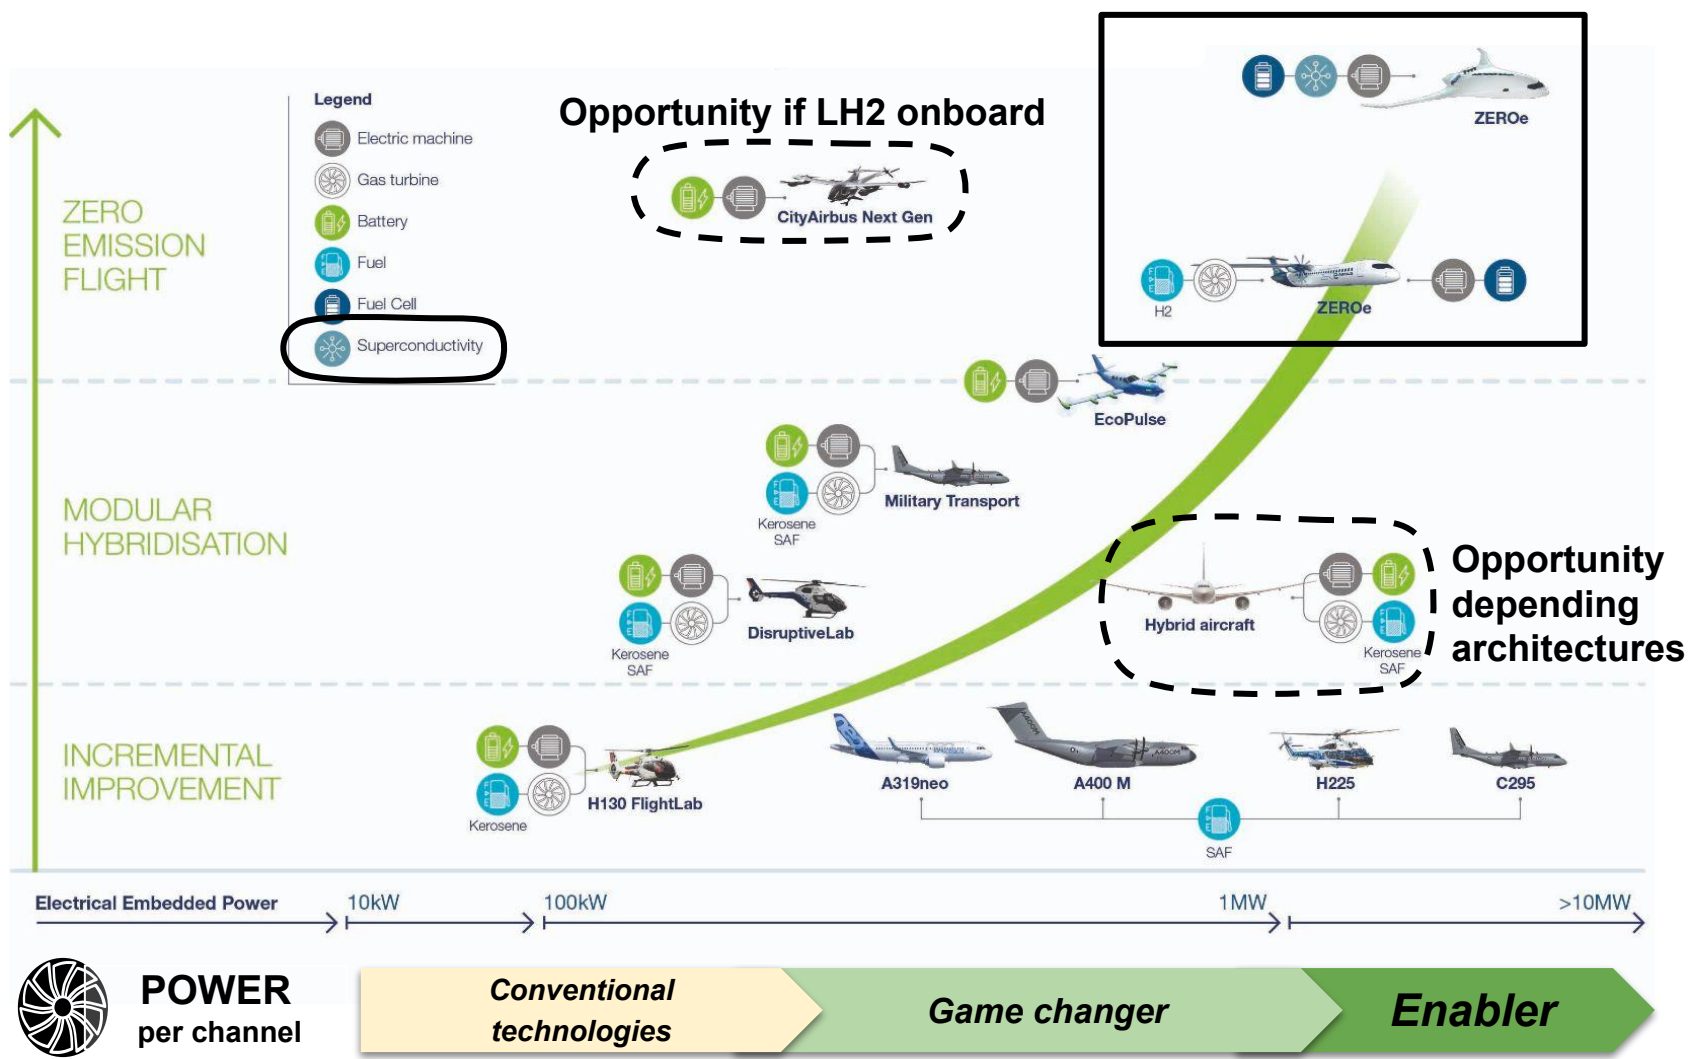 Legend
Electric machine
Gas turbine
Battery
Fuel
Fuel Cell
Superconductivity
Opportunity if LH2 onboard
CityAirbus Next Gen
ZEROe
H2
ZEROe
ZERO
EMISSION
FLIGHT
EcoPulse
Military Transport
Kerosene
SAF
MODULAR
HYBRIDISATION
DisruptiveLab
Kerosene
SAF
Hybrid aircraft
Kerosene
SAF
Opportunity
depending
architectures
INCREMENTAL
IMPROVEMENT
H130 FlightLab
Kerosene
A319neo
A400 M
H225
C295
SAF
Electrical Embedded Power
10kW
100kW
1MW
>10MW
POWER
per channel
Conventional
technologies
Game changer
Enabler